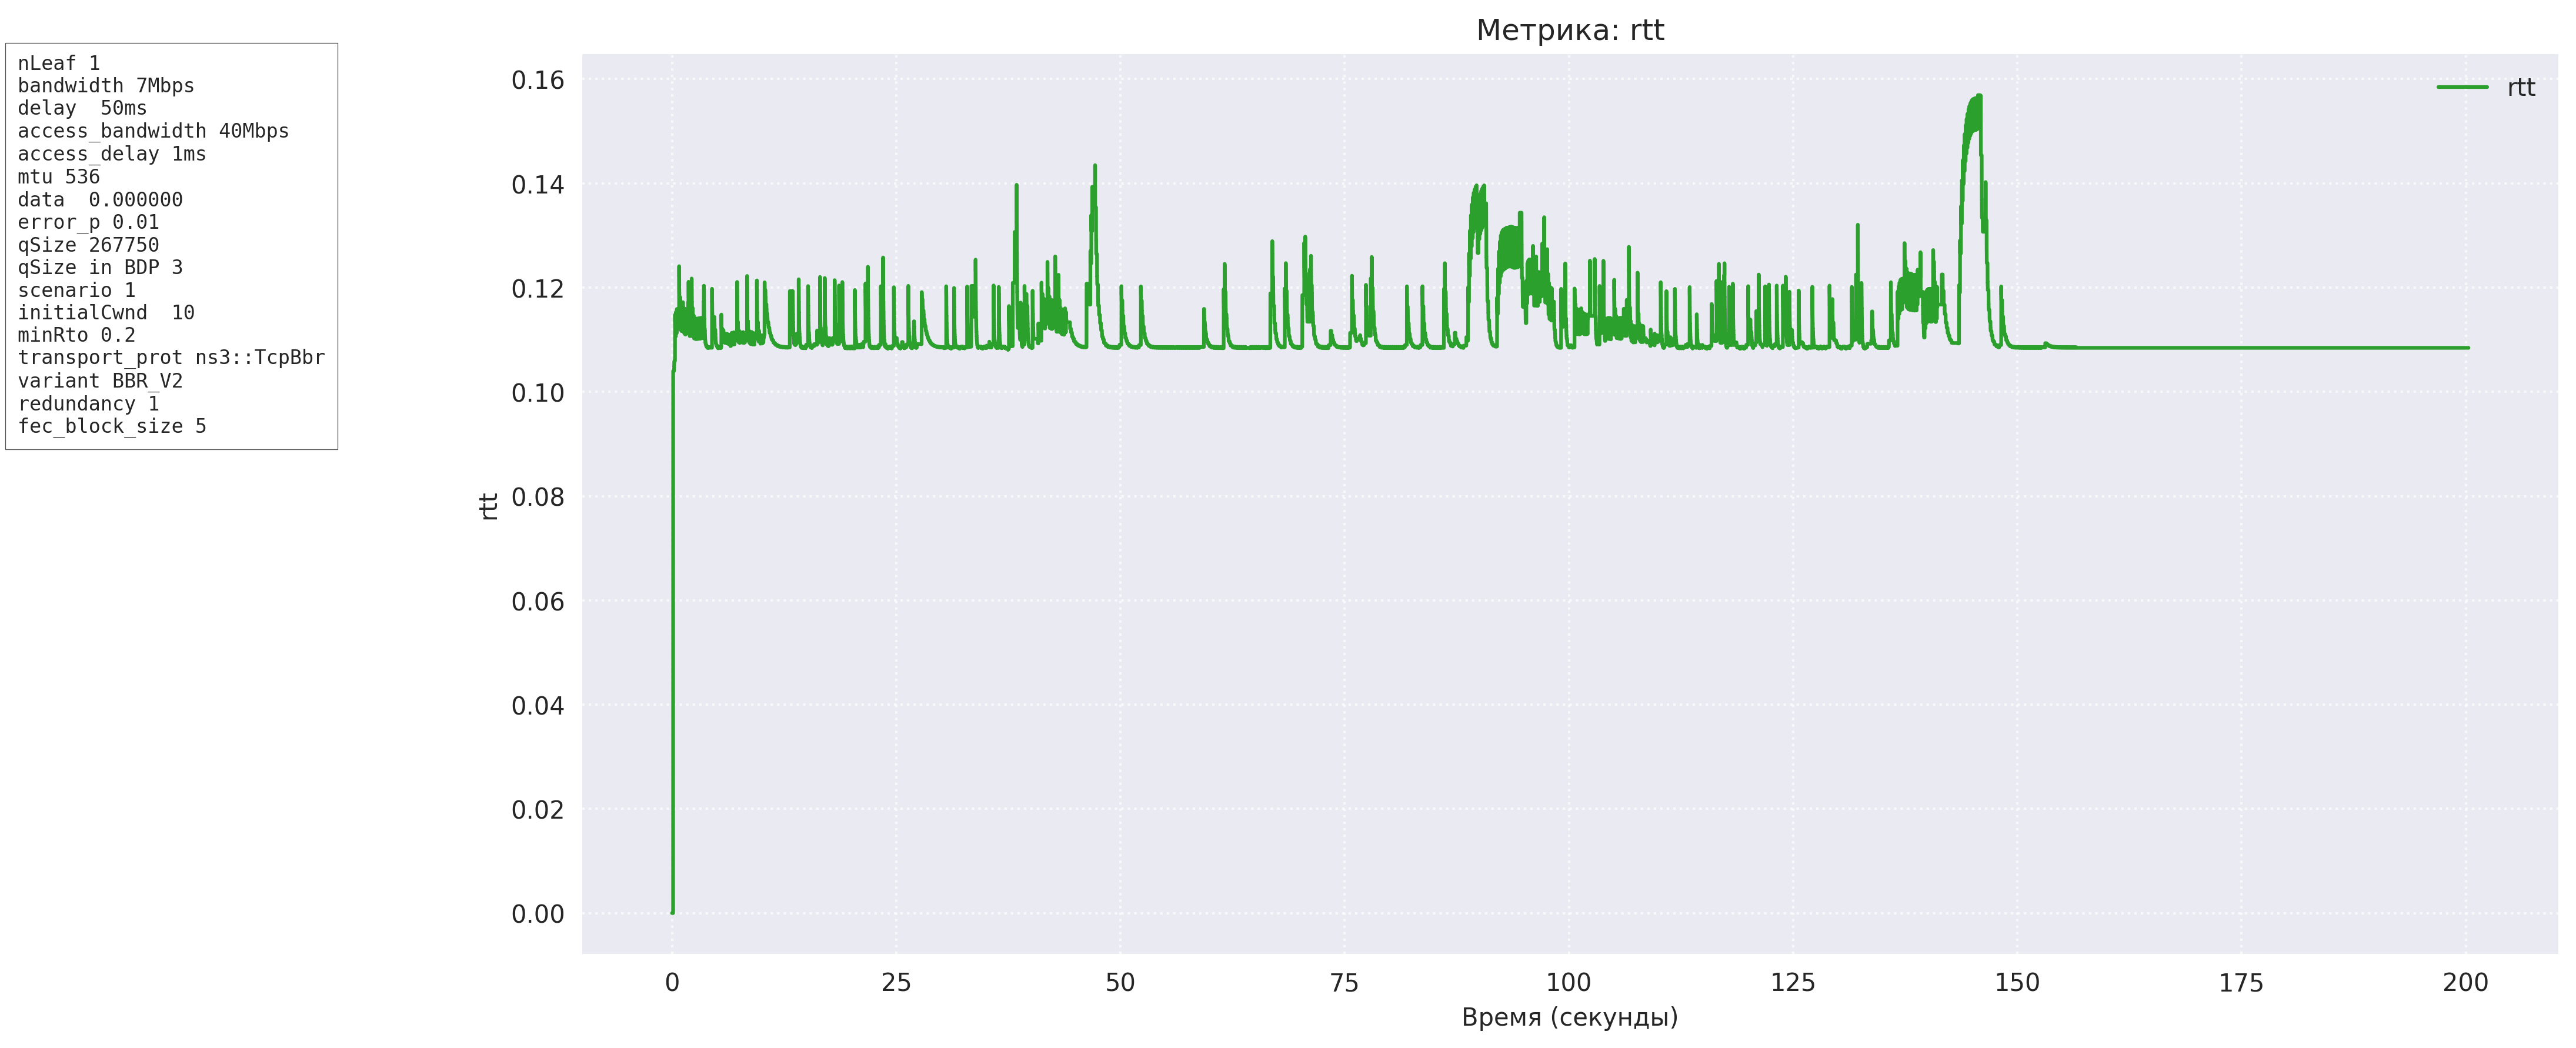 Метрика: rtt
nLeaf 1
bandwidth 7Mbps
delay  50ms
access_bandwidth 40Mbps
access_delay 1ms
mtu 536
data  0.000000
error_p 0.01
qSize 267750
qSize in BDP 3
scenario 1
initialCwnd  10
minRto 0.2
transport_prot ns3::TcpBbr
variant BBR_V2
redundancy 1
fec_block_size 5
rtt
0.16
0.14
0.12
0.10
0.08
0.06
0.04
0.02
0.00
rtt
0 25 50 75 100 125 150 175 200
Время (секунды)